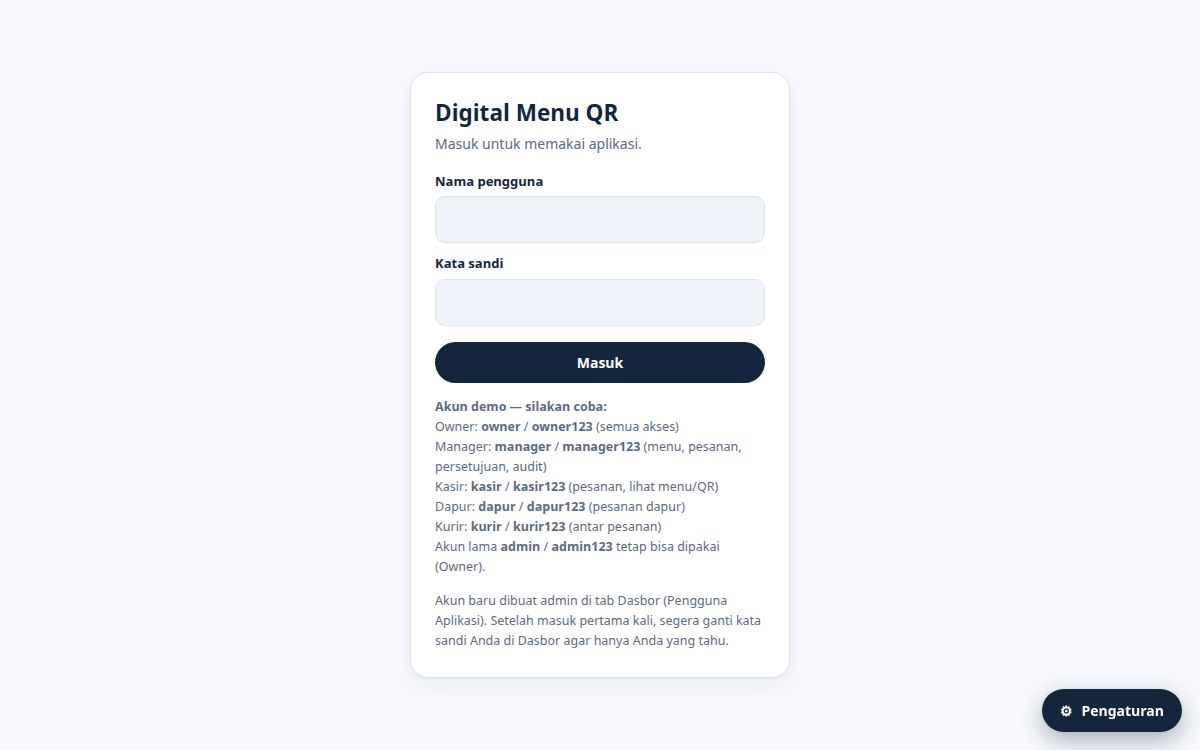 Digital Menu QR
Masuk untuk memakai aplikasi.
Nama pengguna
Kata sandi
Masuk
Akun demo — silakan coba:
Owner: owner / owner123 (semua akses)
Manager: manager / manager123 (menu, pesanan,
persetujuan, audit)
Kasir: kasir / kasir123 (pesanan, lihat menu/QR)
Dapur: dapur / dapur123 (pesanan dapur)
Kurir: kurir / kurir123 (antar pesanan)
Akun lama admin / admin123 tetap bisa dipakai
(Owner).
Akun baru dibuat admin di tab Dasbor (Pengguna
Aplikasi). Setelah masuk pertama kali, segera ganti kata
sandi Anda di Dasbor agar hanya Anda yang tahu.
⚙ Pengaturan